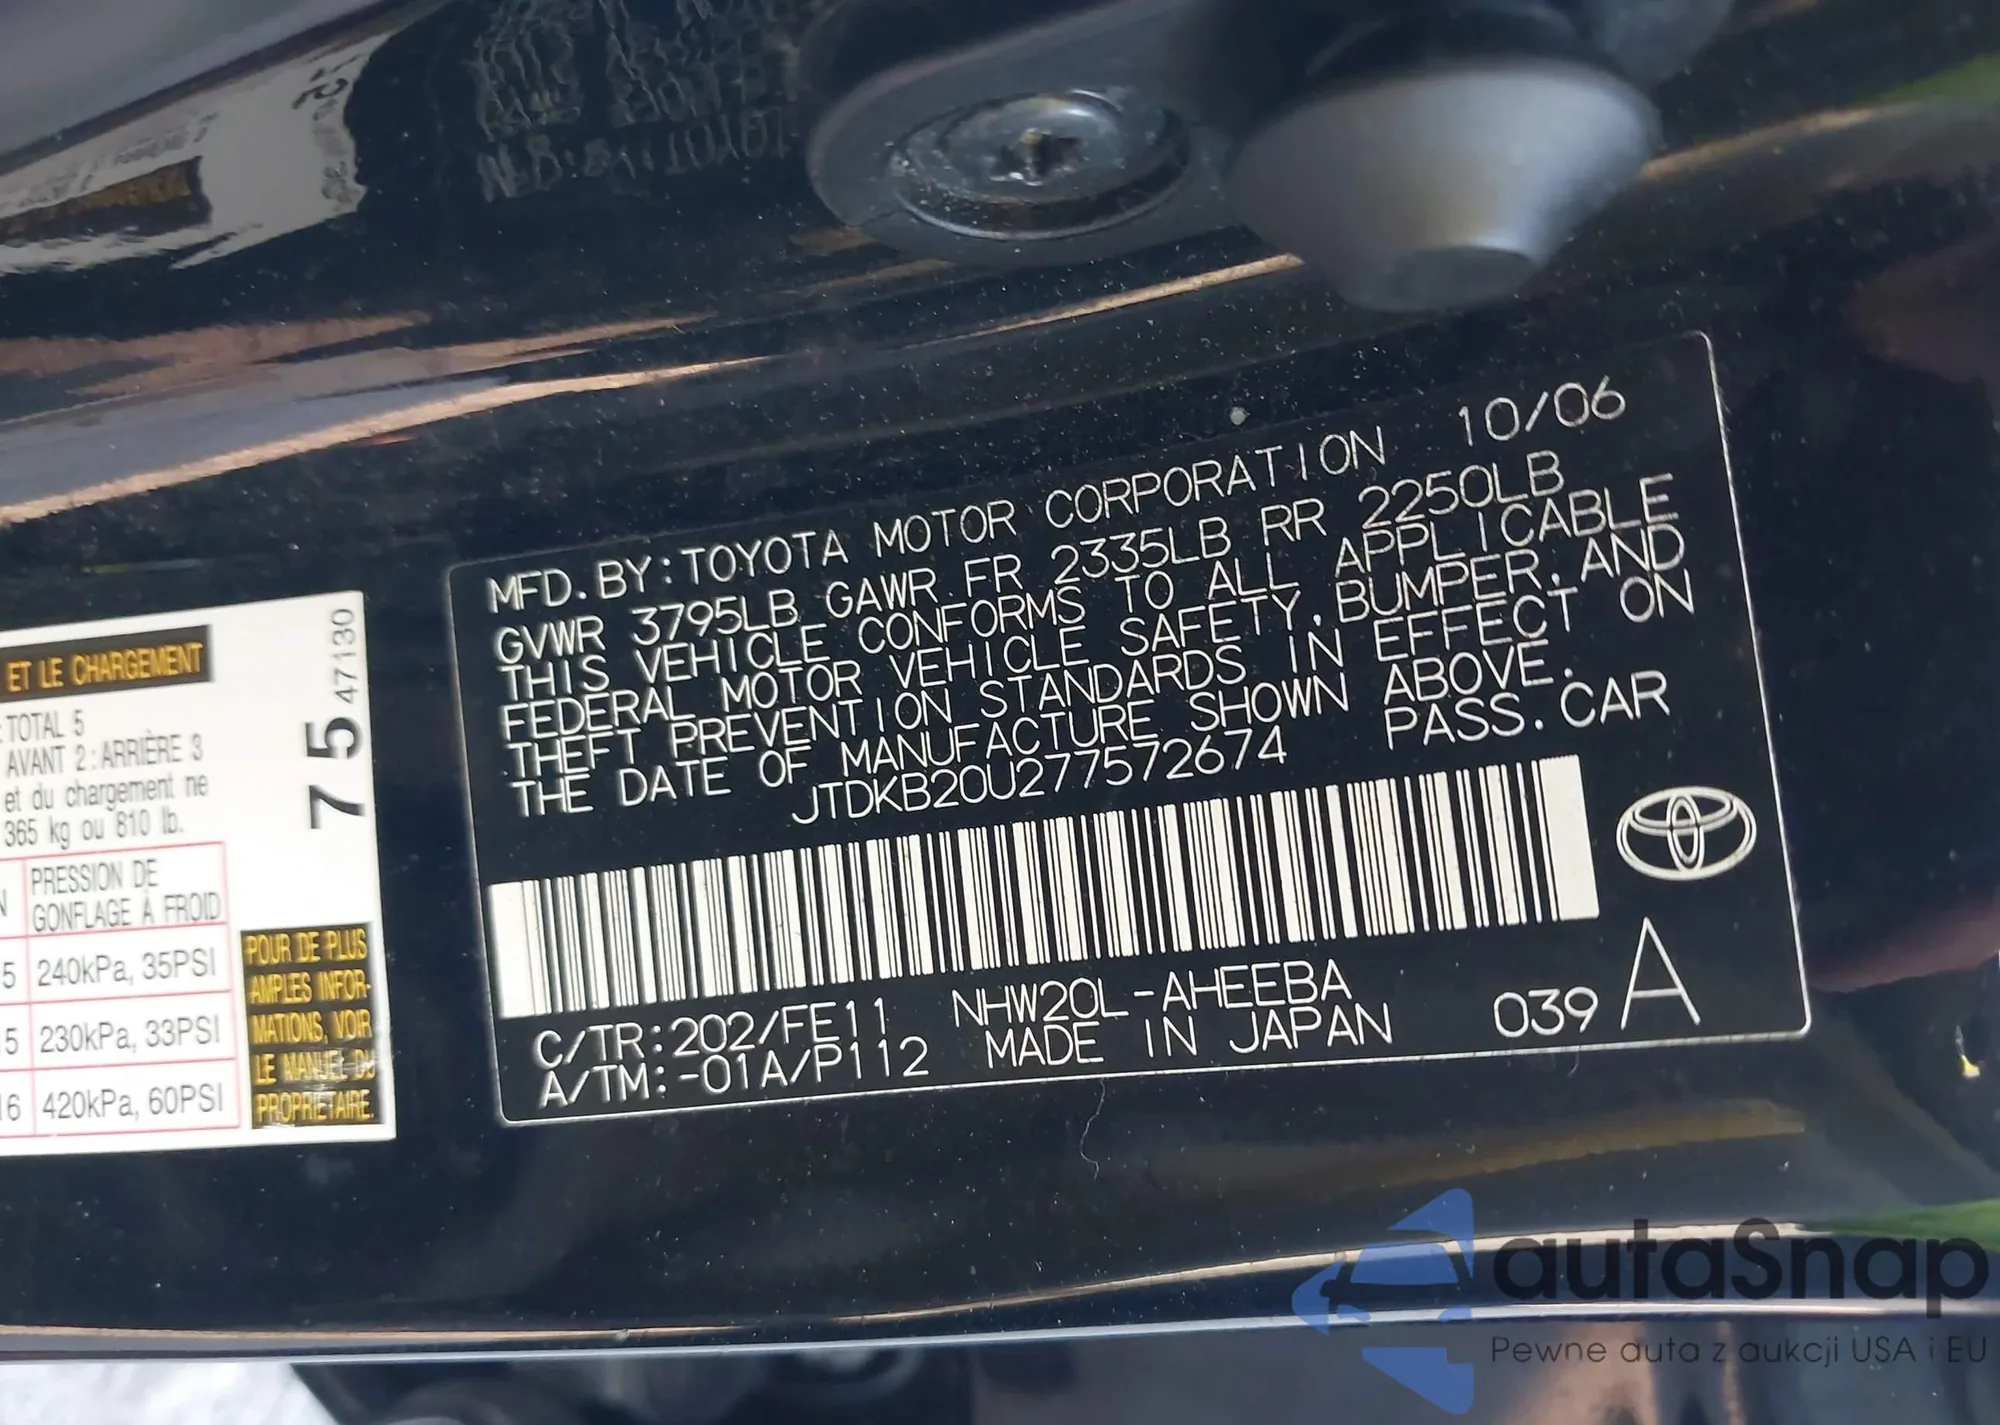 MFD.BY:TOYOTA MOTOR CORPORATION 10/06
GVWR 3795LB GAWR FR 2335LB RR 2250LB
THIS VEHICLE CONFORMS TO ALL APPLICABLE
FEDERAL MOTOR VEHICLE SAFETY, BUMPER, AND
THEFT PREVENTION STANDARDS IN EFFECT ON
THE DATE OF MANUFACTURE SHOWN ABOVE.
JTDKB20U277572674 PASS.CAR
C/TR:202/FE11 NHW20L-AHEEBA
A/TM:-01A/P112 MADE IN JAPAN 039 A
ET LE CHARGEMENT
: TOTAL 5
AVANT 2 : ARRIÈRE 3
et du chargement ne
365 kg ou 810 lb.
PRESSION DE
GONFLAGE À FROID
5 240kPa, 35PSI
15 230kPa, 33PSI
16 420kPa, 60PSI
75 47130
POUR DE PLUS
AMPLES INFOR-
MATIONS, VOIR
LE MANUEL DU
PROPRIÉTAIRE.
autaSnap
Pewne auta z aukcji USA i EU